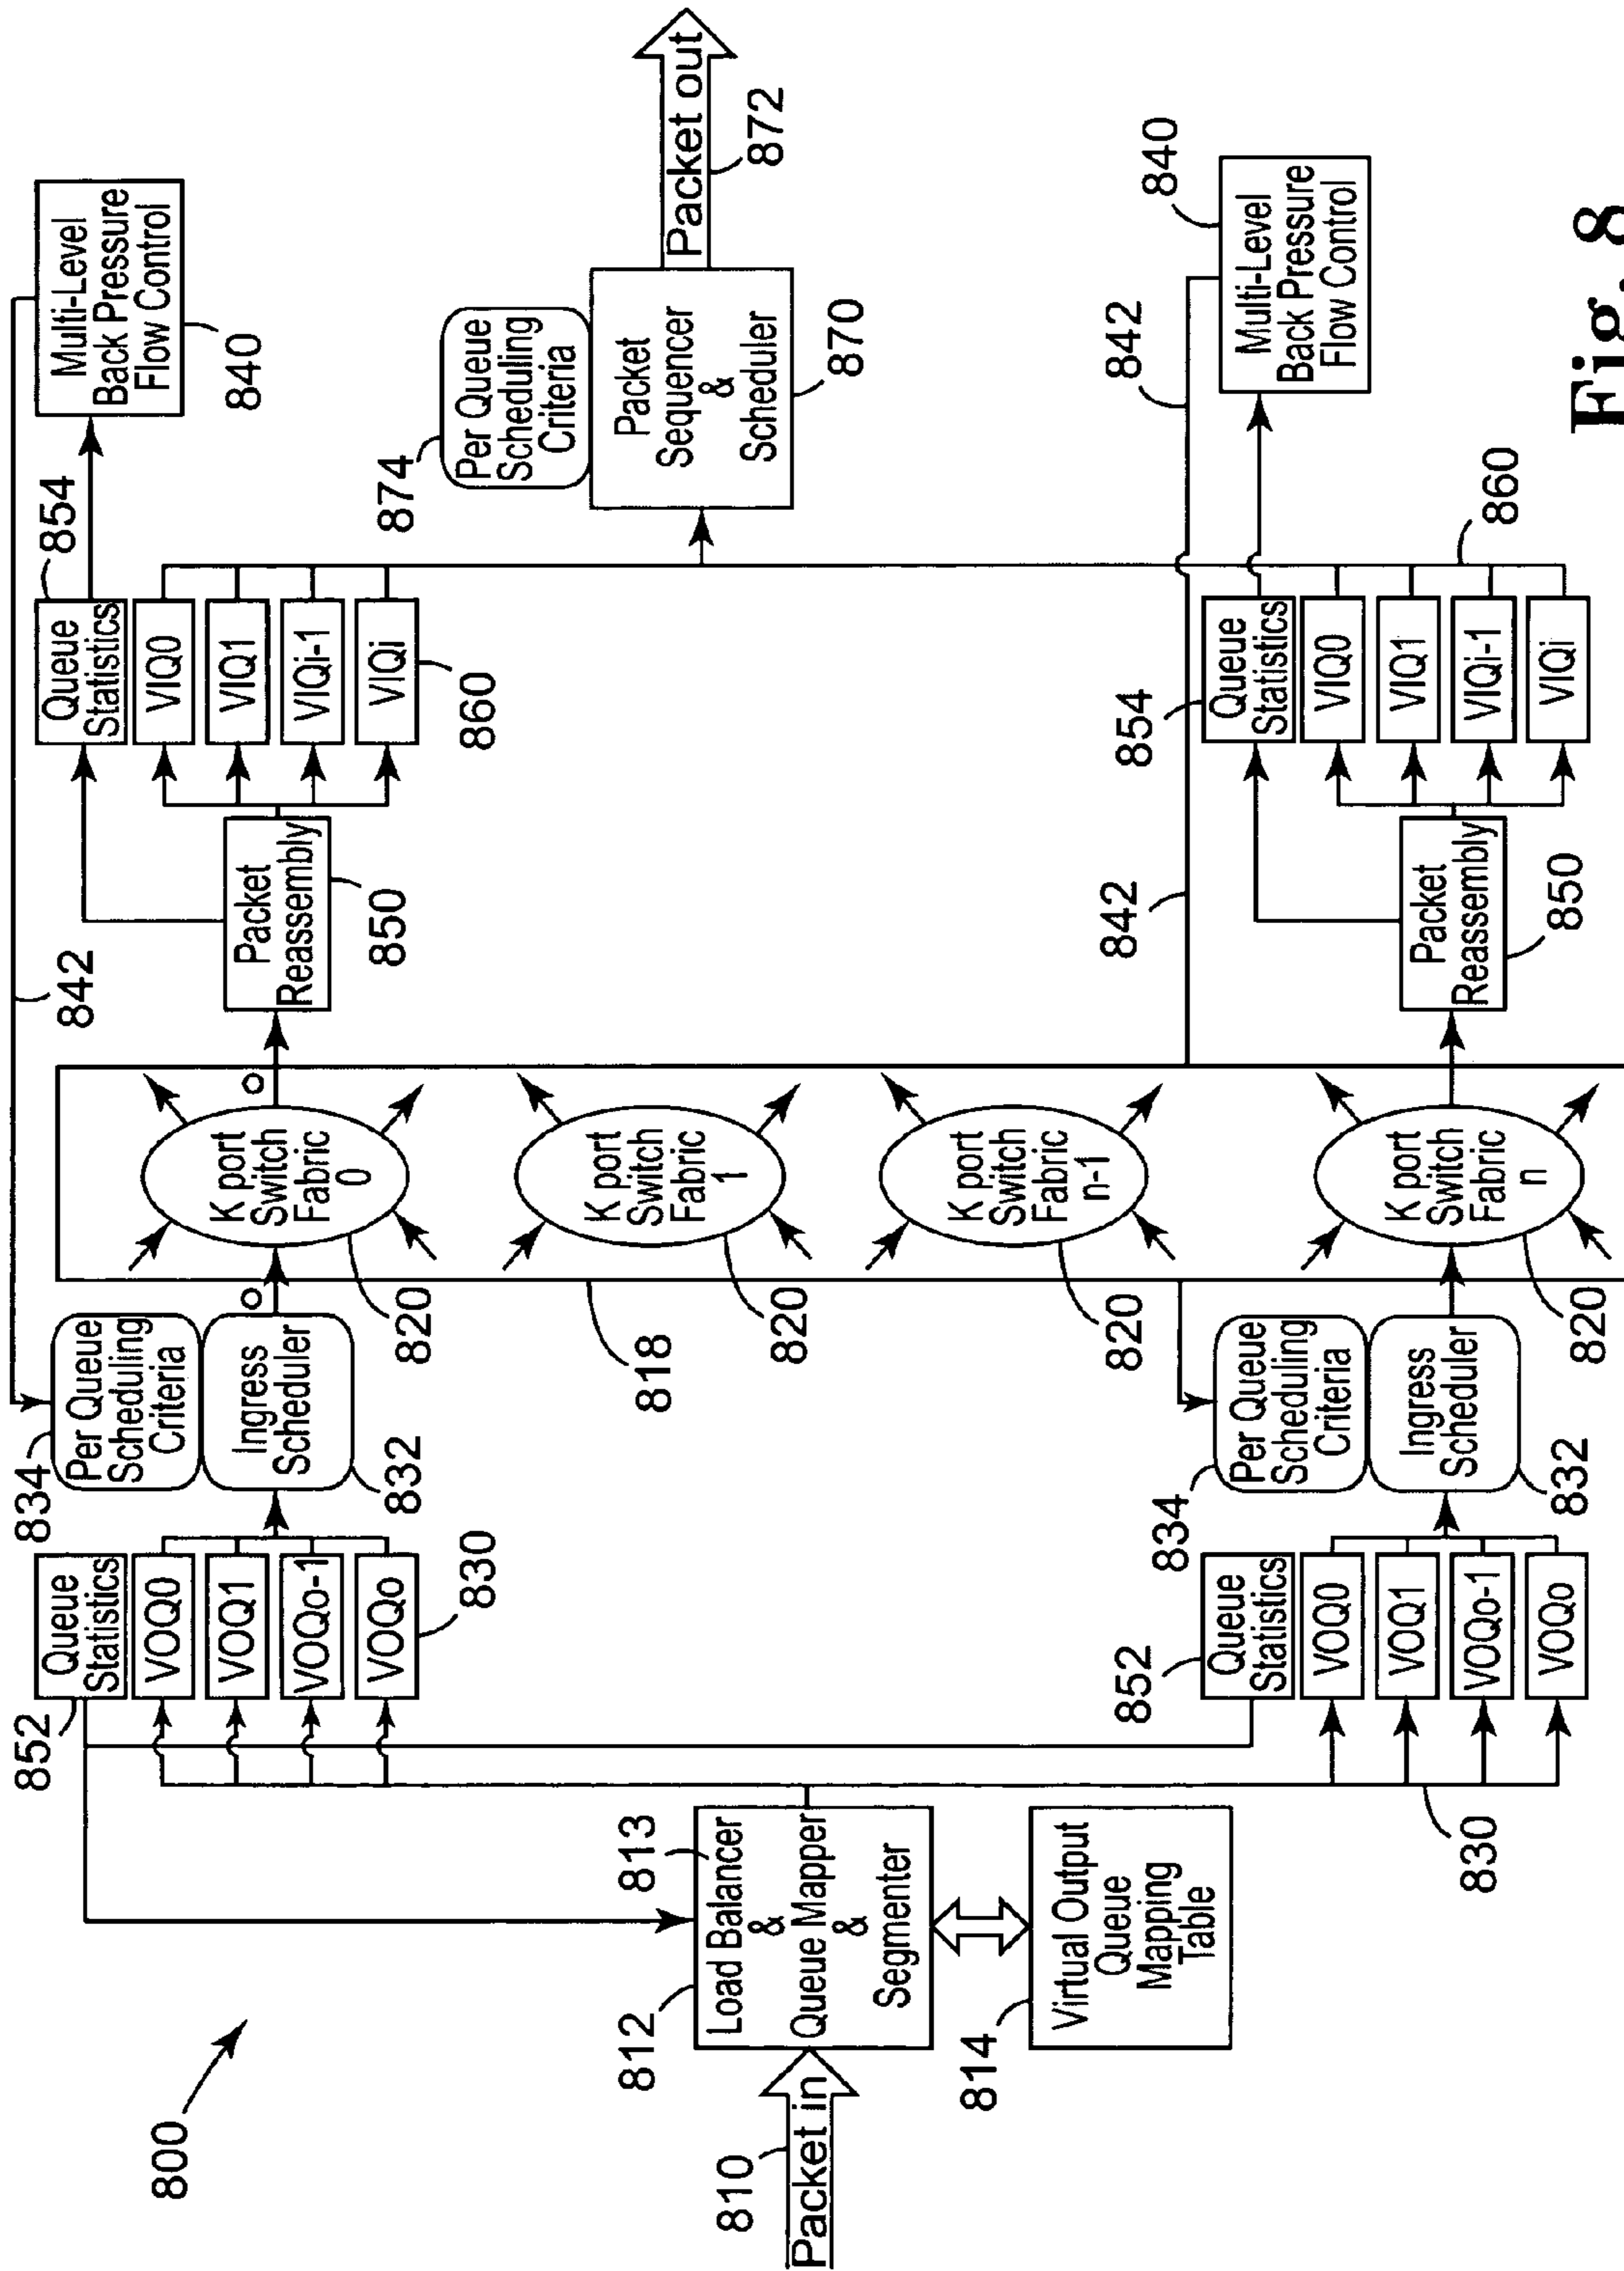 800
810
Packet in
812
813
Load Balancer
&
Queue Mapper
&
Segmenter
814
Virtual Output
Queue
Mapping
Table
852
Queue
Statistics
VOQ0
VOQ1
VOQo-1
VOQo
830
834
Per Queue
Scheduling
Criteria
Ingress
Scheduler
832
842
818
K port
Switch
Fabric
0
820
K port
Switch
Fabric
1
820
K port
Switch
Fabric
n-1
820
K port
Switch
Fabric
n
820
o
o
Packet
Reassembly
850
854
Queue
Statistics
VIQ0
VIQ1
VIQi-1
VIQi
860
Multi-Level
Back Pressure
Flow Control
840
874
Per Queue
Scheduling
Criteria
Packet
Sequencer
&
Scheduler
870
Packet out
872
852
Queue
Statistics
VOQ0
VOQ1
VOQo-1
VOQo
830
834
Per Queue
Scheduling
Criteria
Ingress
Scheduler
832
842
842
Packet
Reassembly
850
854
Queue
Statistics
VIQ0
VIQ1
VIQi-1
VIQi
860
Multi-Level
Back Pressure
Flow Control
840
Fig. 8